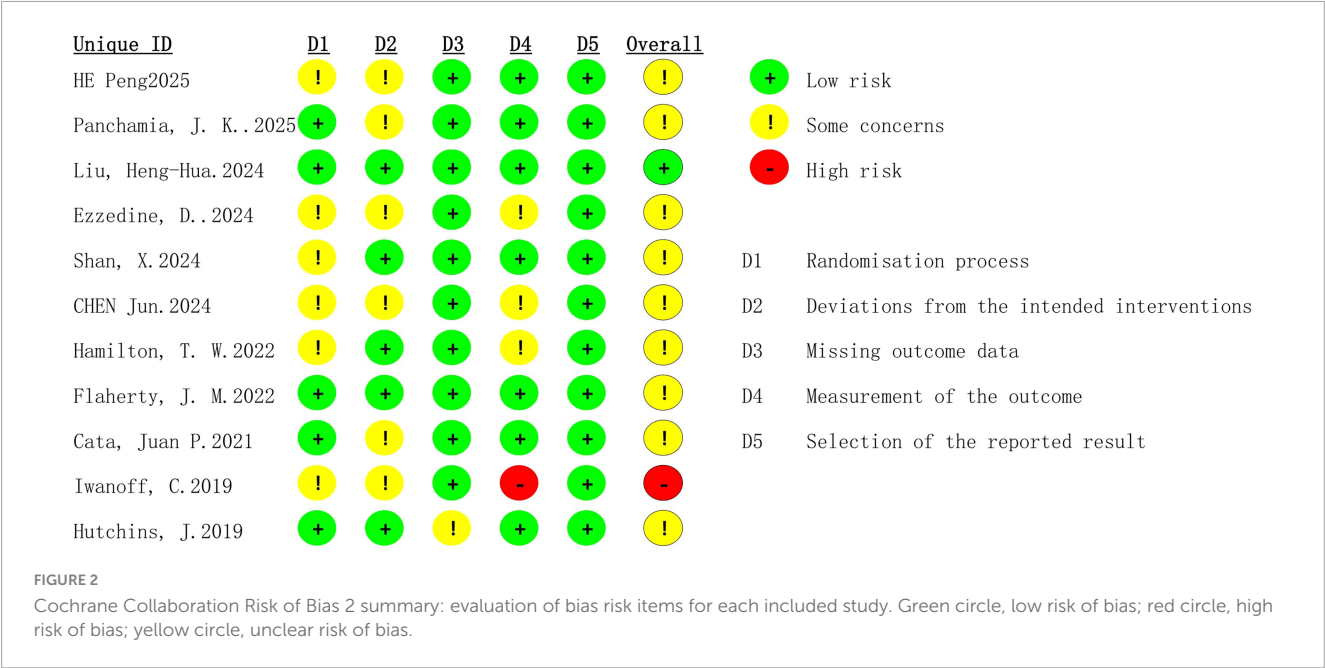 Unique ID D1 D2 D3 D4 D5 Overall
HE Peng2025 ! ! + + + ! + Low risk
Panchamia, J. K..2025 + ! + + + ! ! Some concerns
Liu, Heng-Hua.2024 + + + + + + - High risk
Ezzedine, D..2024 ! ! + ! + !
Shan, X.2024 ! + + + + ! D1 Randomisation process
CHEN Jun.2024 ! ! + ! + ! D2 Deviations from the intended interventions
Hamilton, T. W.2022 ! + + ! + ! D3 Missing outcome data
Flaherty, J. M.2022 + + + + + ! D4 Measurement of the outcome
Cata, Juan P.2021 + ! + + + ! D5 Selection of the reported result
Iwanoff, C.2019 ! ! + - + -
Hutchins, J.2019 + + ! + + !
FIGURE 2
Cochrane Collaboration Risk of Bias 2 summary: evaluation of bias risk items for each included study. Green circle, low risk of bias; red circle, high
risk of bias; yellow circle, unclear risk of bias.